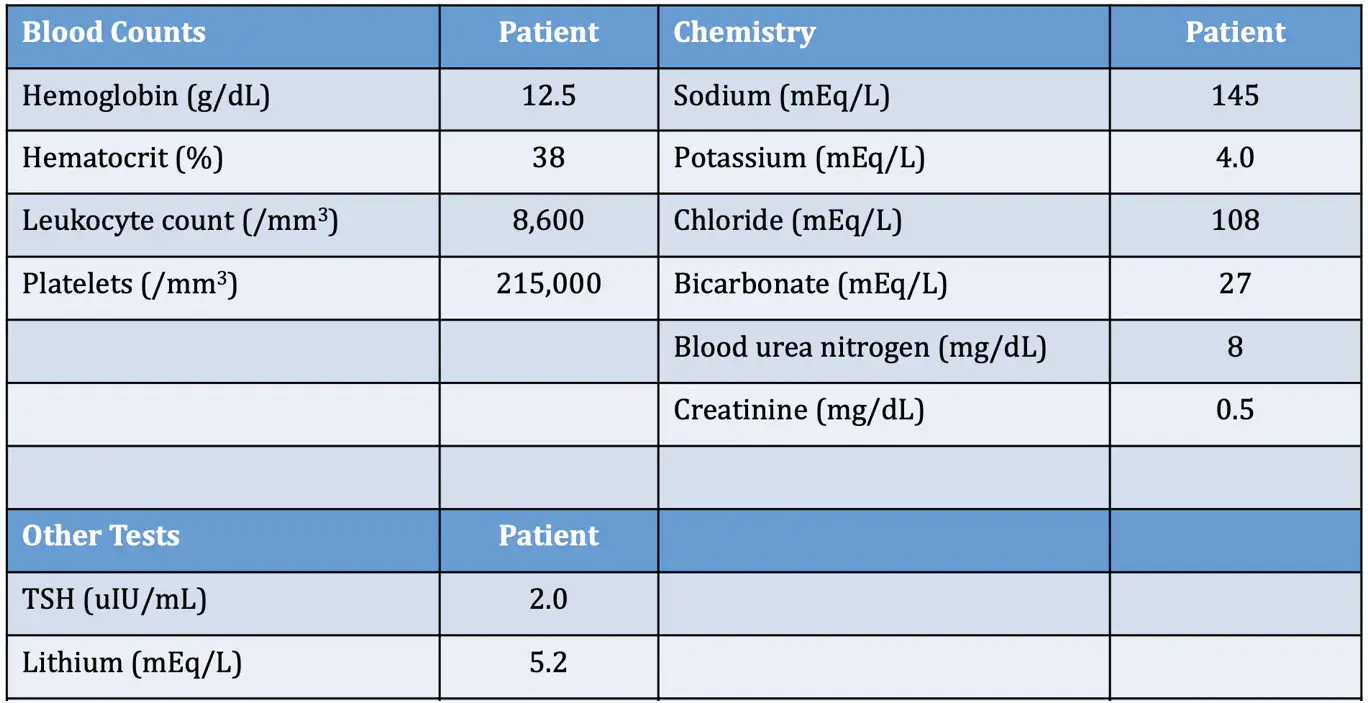 Blood Counts Patient Chemistry Patient
Hemoglobin (g/dL) 12.5 Sodium (mEq/L) 145
Hematocrit (%) 38 Potassium (mEq/L) 4.0
Leukocyte count (/mm³) 8,600 Chloride (mEq/L) 108
Platelets (/mm³) 215,000 Bicarbonate (mEq/L) 27
Blood urea nitrogen (mg/dL) 8
Creatinine (mg/dL) 0.5
Other Tests Patient
TSH (uIU/mL) 2.0
Lithium (mEq/L) 5.2